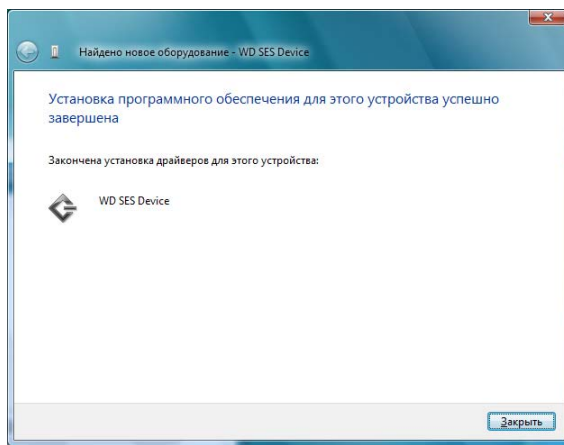 Найдено новое оборудование - WD SES Device
Установка программного обеспечения для этого устройства успешно
завершена
Закончена установка драйверов для этого устройства:
WD SES Device
Закрыть